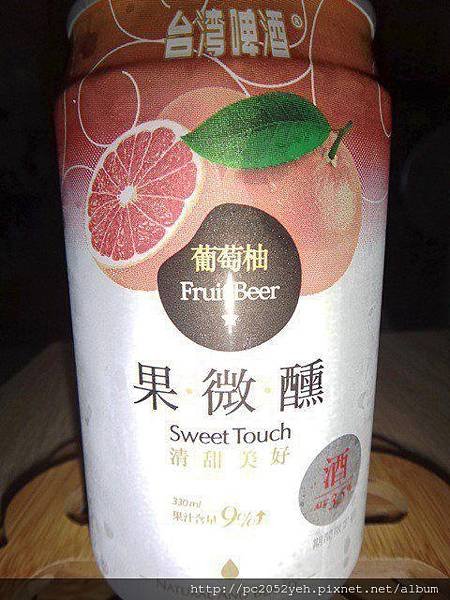 台湾啤酒®
葡萄柚
Fruit Beer
果·微·醺
Sweet Touch
清甜美好
酒
330ml
果汁含量9%↑
http://pc2052yeh.pixnet.net/album